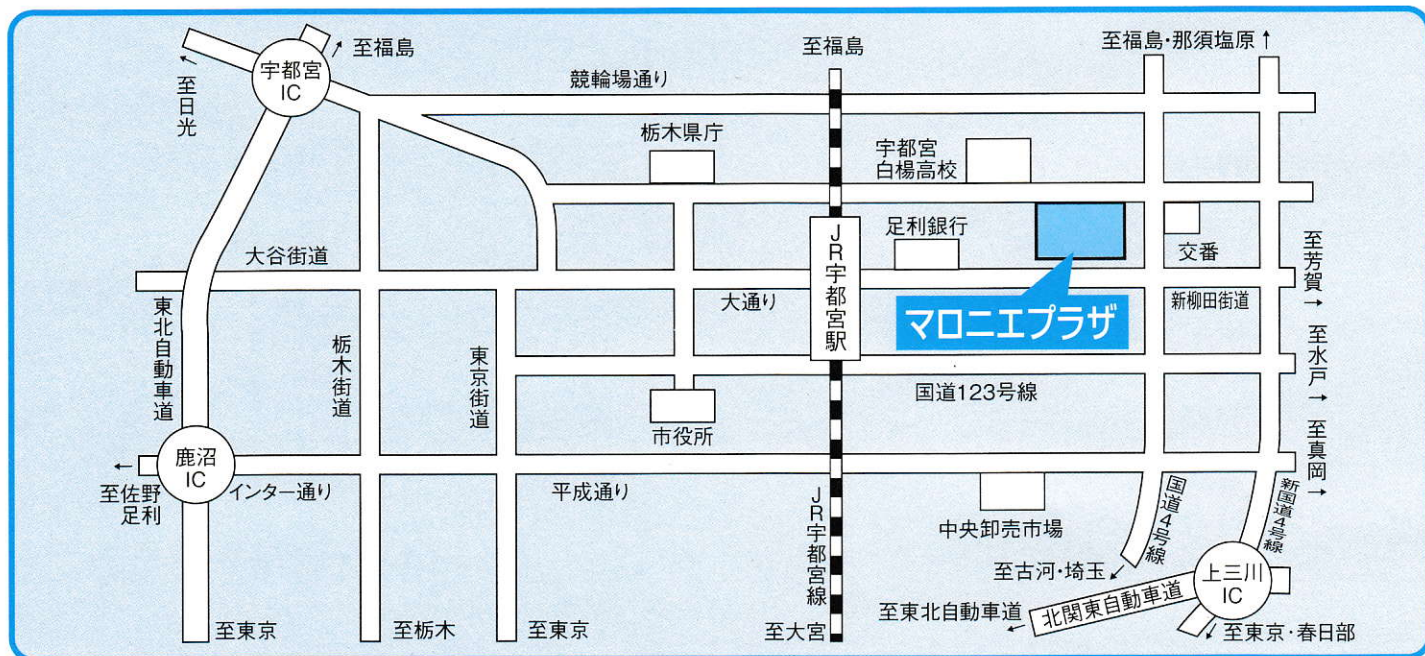 至福島
至福島
至福島・那須塩原↑
宇都宮
IC
至日光
競輪場通り
栃木県庁
宇都宮
白楊高校
JR宇都宮駅
足利銀行
交番
大谷街道
大通り
マロニエプラザ
新柳田街道
至芳賀→
東北自動車道
栃木街道
東京街道
国道123号線
至水戸→
市役所
至真岡→
鹿沼
IC
←
至佐野
足利
インター通り
平成通り
JR宇都宮線
中央卸売市場
国道4号線
新国道4号線
至古河・埼玉
上三川
IC
北関東自動車道
至東北自動車道
←
至東京
至栃木
至東京
至大宮
至東京・春日部